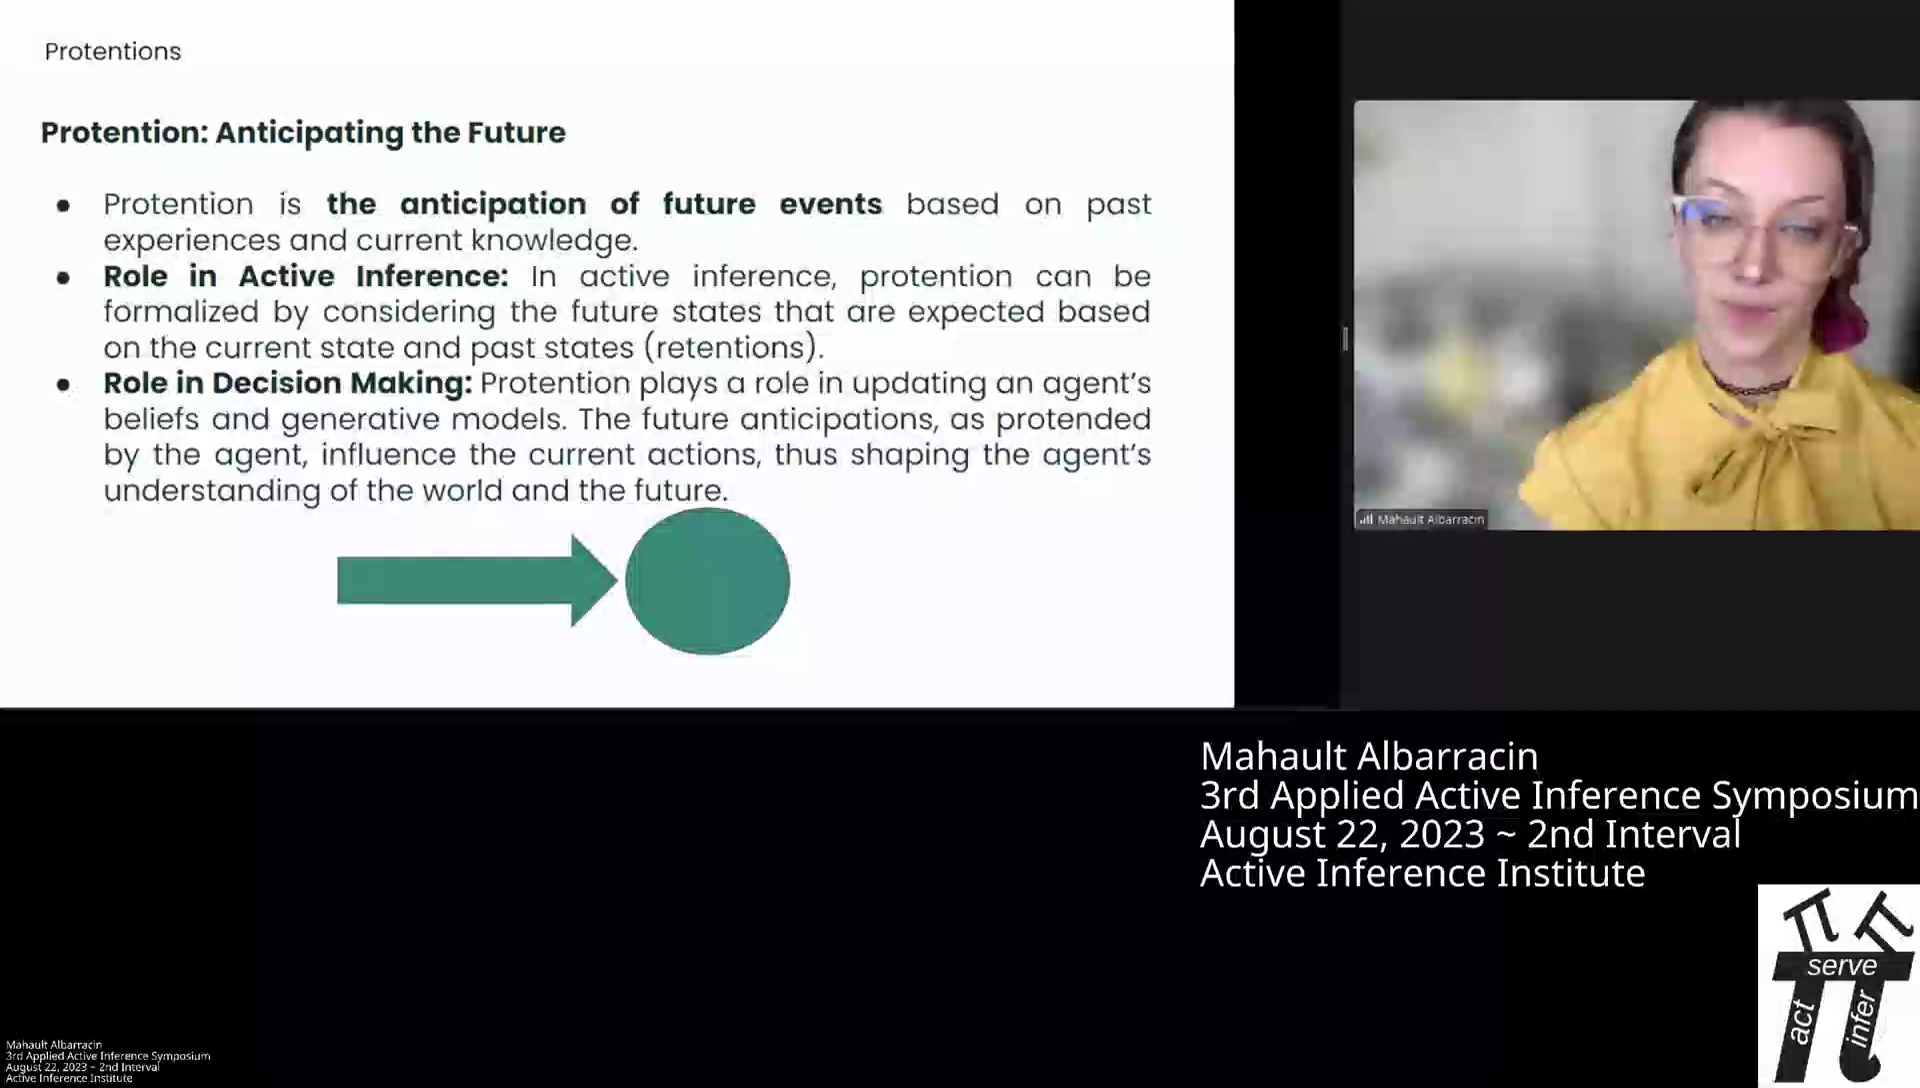 Protentions
Protention: Anticipating the Future
● Protention is the anticipation of future events based on past
experiences and current knowledge.
● Role in Active Inference: In active inference, protention can be
formalized by considering the future states that are expected based
on the current state and past states (retentions).
● Role in Decision Making: Protention plays a role in updating an agent’s
beliefs and generative models. The future anticipations, as protended
by the agent, influence the current actions, thus shaping the agent’s
understanding of the world and the future.
Mahault Albarracin
Mahault Albarracin
3rd Applied Active Inference Symposium
August 22, 2023 ~ 2nd Interval
Active Inference Institute
serve
act
infer
Mahault Albarracin
3rd Applied Active Inference Symposium
August 22, 2023 ~ 2nd Interval
Active Inference Institute